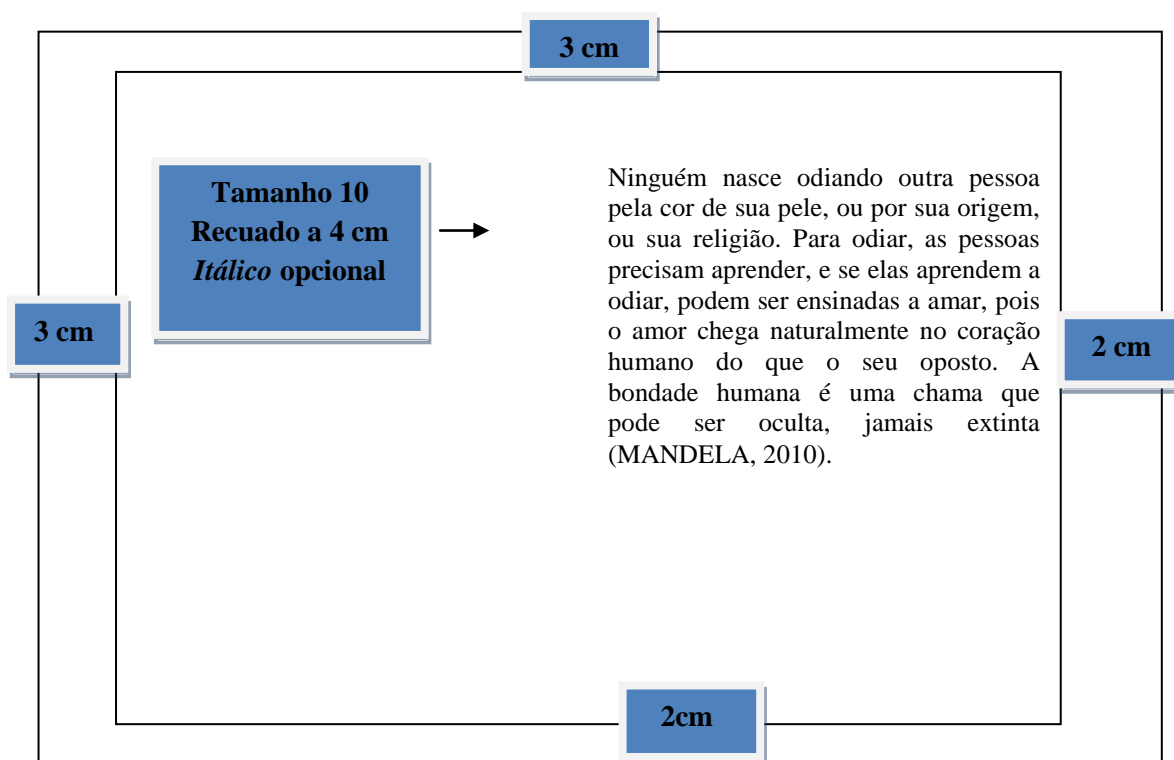 3 cm
Tamanho 10
Recuado a 4 cm
Itálico opcional
Ninguém nasce odiando outra pessoa
pela cor de sua pele, ou por sua origem,
ou sua religião. Para odiar, as pessoas
precisam aprender, e se elas aprendem a
odiar, podem ser ensinadas a amar, pois
o amor chega naturalmente no coração
humano do que o seu oposto. A
bondade humana é uma chama que
pode ser oculta, jamais extinta
(MANDELA, 2010).
3 cm
2 cm
2cm